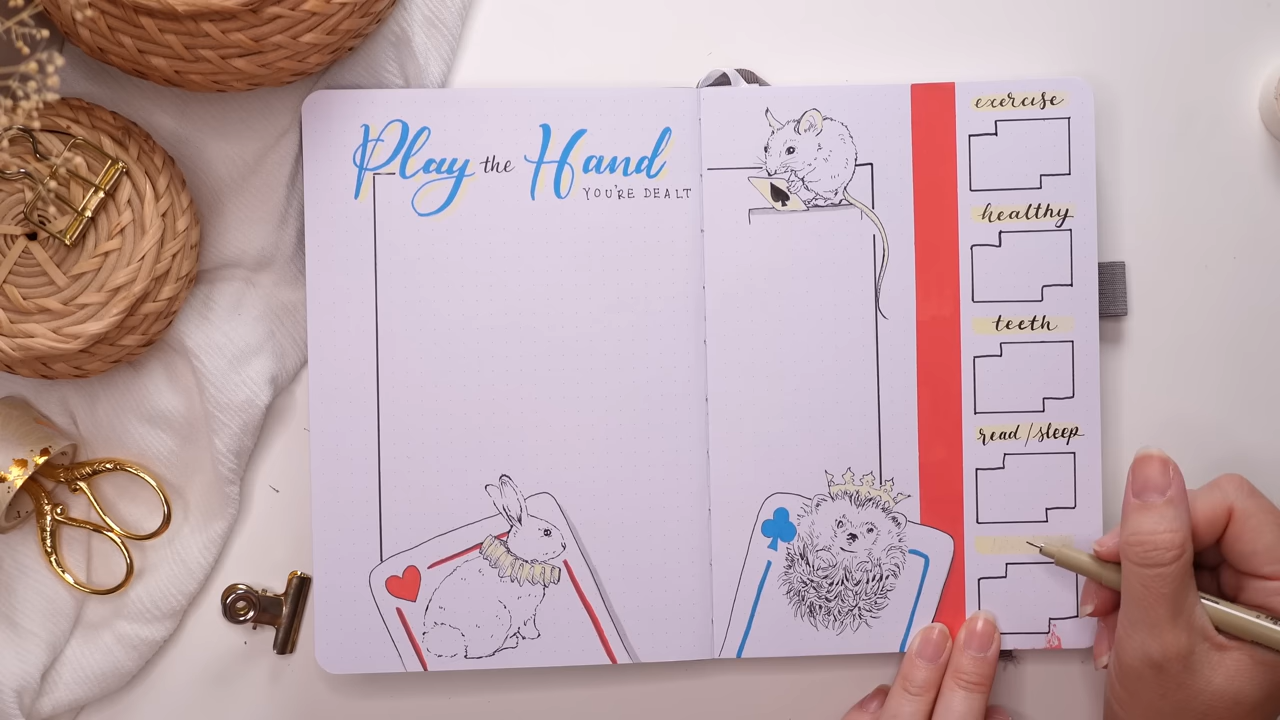 Play the Hand
YOU'RE DEALT
exercise
healthy
teeth
read/sleep